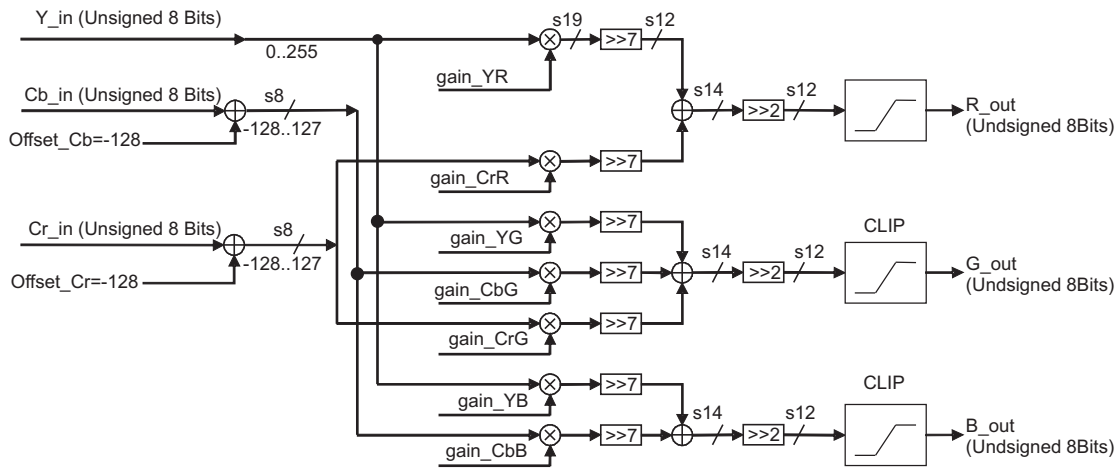 Y_in (Unsigned 8 Bits)
0..255
s19
>>7
s12
gain_YR
Cb_in (Unsigned 8 Bits)
s8
-128..127
Offset_Cb=-128
s14
>>2
s12
R_out
(Undsigned 8Bits)
>>7
gain_CrR
Cr_in (Unsigned 8 Bits)
s8
-128..127
Offset_Cr=-128
>>7
gain_YG
>>7
gain_CbG
>>7
gain_CrG
s14
>>2
s12
CLIP
G_out
(Undsigned 8Bits)
>>7
gain_YB
>>7
gain_CbB
s14
>>2
s12
CLIP
B_out
(Undsigned 8Bits)